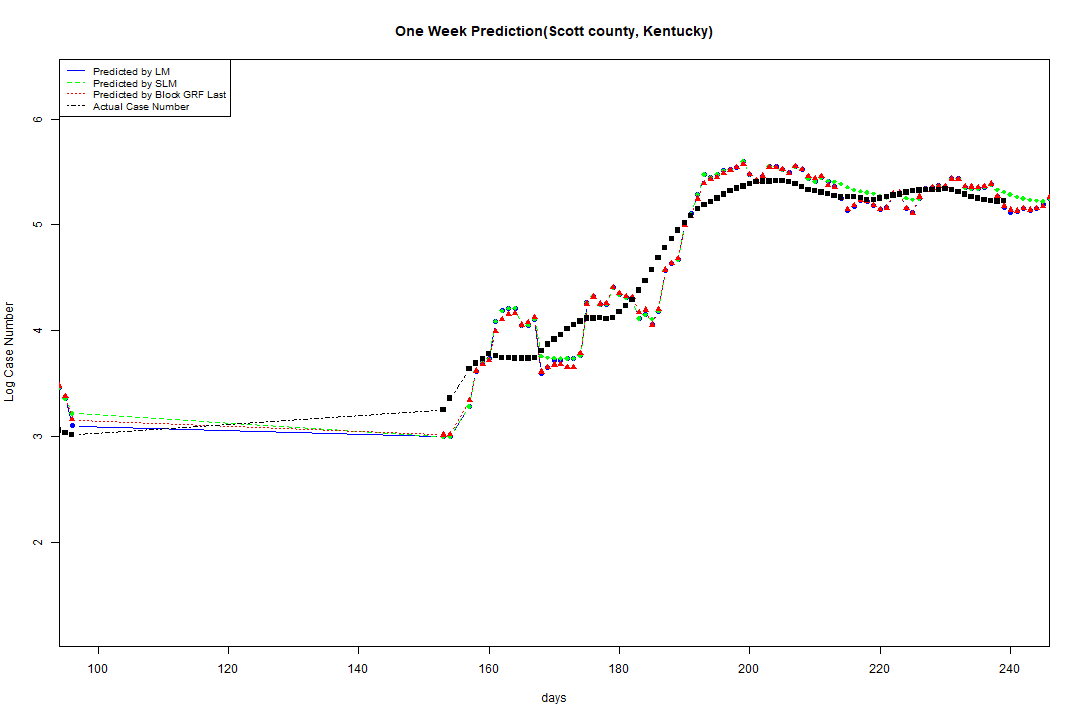 One Week Prediction(Scott county, Kentucky)
Predicted by LM
Predicted by SLM
Predicted by Block GRF Last
Actual Case Number
6
5
4
3
2
Log Case Number
100 120 140 160 180 200 220 240
days